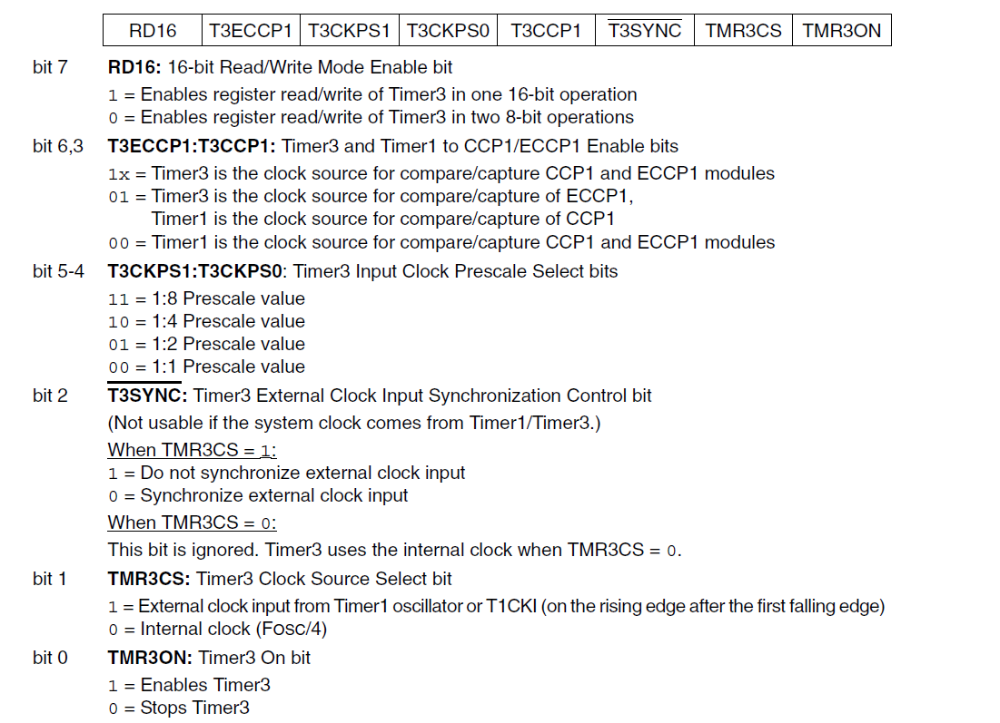 RD16 T3ECCP1 T3CKPS1 T3CKPS0 T3CCP1 T3SYNC TMR3CS TMR3ON
bit 7 RD16: 16-bit Read/Write Mode Enable bit
1 = Enables register read/write of Timer3 in one 16-bit operation
0 = Enables register read/write of Timer3 in two 8-bit operations
bit 6,3 T3ECCP1:T3CCP1: Timer3 and Timer1 to CCP1/ECCP1 Enable bits
1x = Timer3 is the clock source for compare/capture CCP1 and ECCP1 modules
01 = Timer3 is the clock source for compare/capture of ECCP1,
Timer1 is the clock source for compare/capture of CCP1
00 = Timer1 is the clock source for compare/capture CCP1 and ECCP1 modules
bit 5-4 T3CKPS1:T3CKPS0: Timer3 Input Clock Prescale Select bits
11 = 1:8 Prescale value
10 = 1:4 Prescale value
01 = 1:2 Prescale value
00 = 1:1 Prescale value
bit 2 T3SYNC: Timer3 External Clock Input Synchronization Control bit
(Not usable if the system clock comes from Timer1/Timer3.)
When TMR3CS = 1:
1 = Do not synchronize external clock input
0 = Synchronize external clock input
When TMR3CS = 0:
This bit is ignored. Timer3 uses the internal clock when TMR3CS = 0.
bit 1 TMR3CS: Timer3 Clock Source Select bit
1 = External clock input from Timer1 oscillator or T1CKI (on the rising edge after the first falling edge)
0 = Internal clock (FOSC/4)
bit 0 TMR3ON: Timer3 On bit
1 = Enables Timer3
0 = Stops Timer3